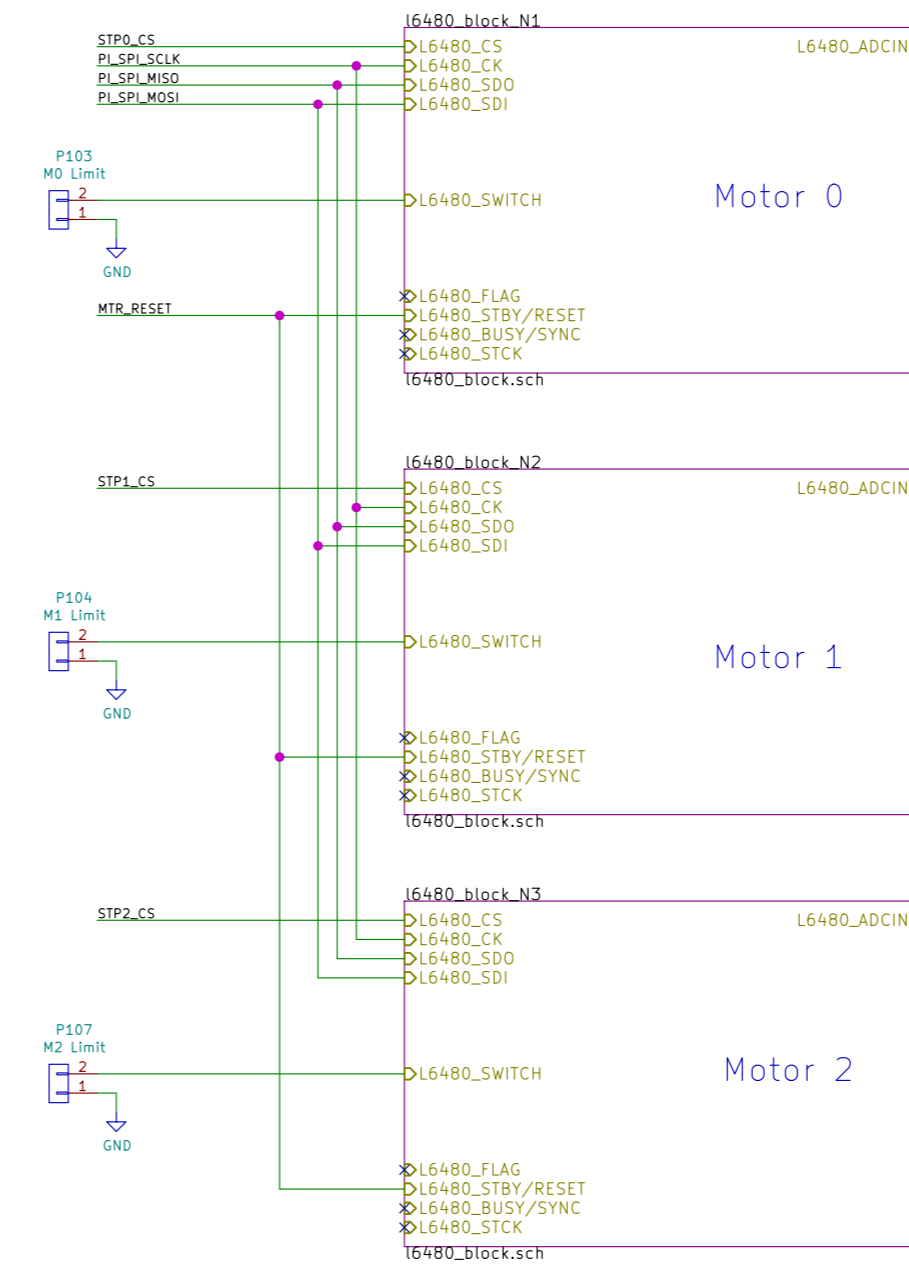 l6480_block_N1
STP0_CS
L6480_CS
L6480_ADCIN
PI_SPI_SCLK
L6480_CK
PI_SPI_MISO
L6480_SDO
PI_SPI_MOSI
L6480_SDI
P103
M0 Limit
2
1
GND
L6480_SWITCH
Motor 0
L6480_FLAG
MTR_RESET
L6480_STBY/RESET
L6480_BUSY/SYNC
L6480_STCK
l6480_block.sch
l6480_block_N2
STP1_CS
L6480_CS
L6480_ADCIN
L6480_CK
L6480_SDO
L6480_SDI
P104
M1 Limit
2
1
GND
L6480_SWITCH
Motor 1
L6480_FLAG
L6480_STBY/RESET
L6480_BUSY/SYNC
L6480_STCK
l6480_block.sch
l6480_block_N3
STP2_CS
L6480_CS
L6480_ADCIN
L6480_CK
L6480_SDO
L6480_SDI
P107
M2 Limit
2
1
GND
L6480_SWITCH
Motor 2
L6480_FLAG
L6480_STBY/RESET
L6480_BUSY/SYNC
L6480_STCK
l6480_block.sch